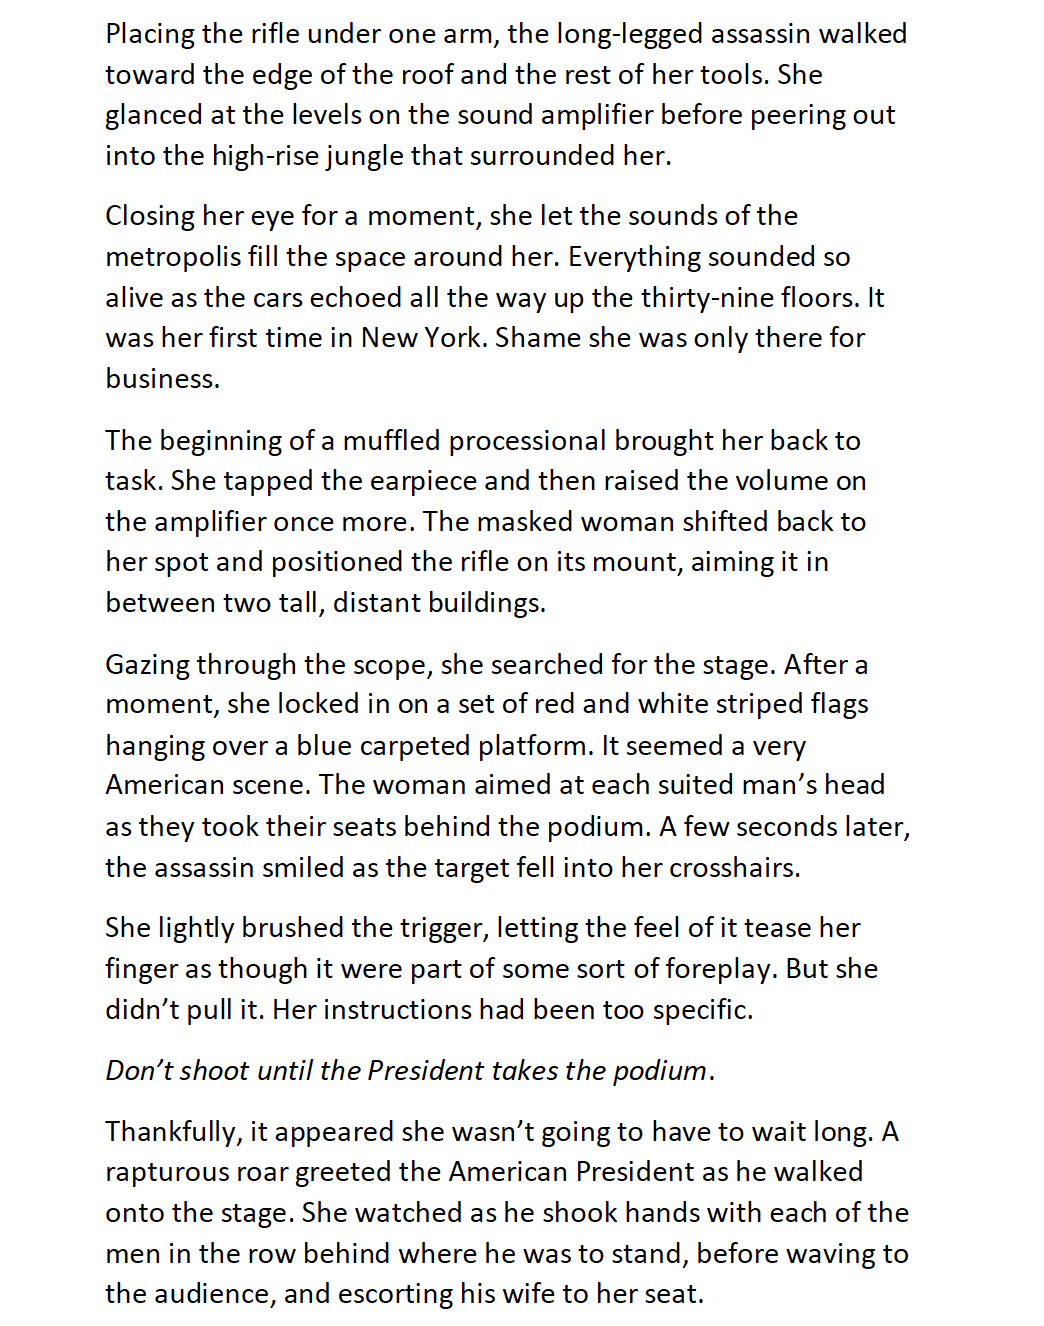 Placing the rifle under one arm, the long-legged assassin walked
toward the edge of the roof and the rest of her tools. She
glanced at the levels on the sound amplifier before peering out
into the high-rise jungle that surrounded her.
Closing her eye for a moment, she let the sounds of the
metropolis fill the space around her. Everything sounded so
alive as the cars echoed all the way up the thirty-nine floors. It
was her first time in New York. Shame she was only there for
business.
The beginning of a muffled processional brought her back to
task. She tapped the earpiece and then raised the volume on
the amplifier once more. The masked woman shifted back to
her spot and positioned the rifle on its mount, aiming it in
between two tall, distant buildings.
Gazing through the scope, she searched for the stage. After a
moment, she locked in on a set of red and white striped flags
hanging over a blue carpeted platform. It seemed a very
American scene. The woman aimed at each suited man’s head
as they took their seats behind the podium. A few seconds later,
the assassin smiled as the target fell into her crosshairs.
She lightly brushed the trigger, letting the feel of it tease her
finger as though it were part of some sort of foreplay. But she
didn’t pull it. Her instructions had been too specific.
Don’t shoot until the President takes the podium.
Thankfully, it appeared she wasn’t going to have to wait long. A
rapturous roar greeted the American President as he walked
onto the stage. She watched as he shook hands with each of the
men in the row behind where he was to stand, before waving to
the audience, and escorting his wife to her seat.